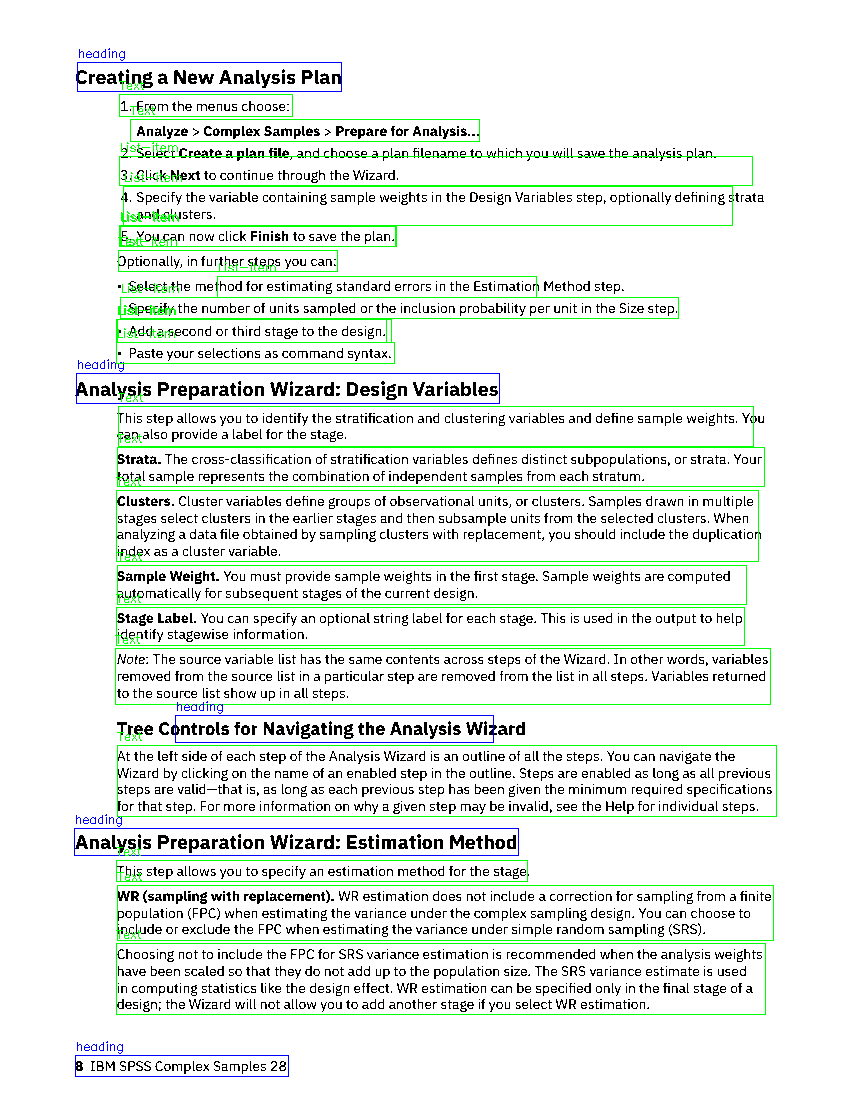 heading
Creating a New Analysis Plan
Text
1. From the menus choose:
Text
Analyze > Complex Samples > Prepare for Analysis...
List-item
2. Select Create a plan file, and choose a plan filename to which you will save the analysis plan.
3. Click Next to continue through the Wizard.
List-item
4. Specify the variable containing sample weights in the Design Variables step, optionally defining strata
and clusters.
List-item
5. You can now click Finish to save the plan.
List-item
Text
Optionally, in further steps you can:
List-item
• Select the method for estimating standard errors in the Estimation Method step.
List-item
• Specify the number of units sampled or the inclusion probability per unit in the Size step.
List-item
• Add a second or third stage to the design.
List-item
• Paste your selections as command syntax.
heading
Analysis Preparation Wizard: Design Variables
Text
This step allows you to identify the stratification and clustering variables and define sample weights. You
can also provide a label for the stage.
Text
Strata. The cross-classification of stratification variables defines distinct subpopulations, or strata. Your
total sample represents the combination of independent samples from each stratum.
Text
Clusters. Cluster variables define groups of observational units, or clusters. Samples drawn in multiple
stages select clusters in the earlier stages and then subsample units from the selected clusters. When
analyzing a data file obtained by sampling clusters with replacement, you should include the duplication
index as a cluster variable.
Text
Sample Weight. You must provide sample weights in the first stage. Sample weights are computed
automatically for subsequent stages of the current design.
Text
Stage Label. You can specify an optional string label for each stage. This is used in the output to help
identify stagewise information.
Text
Note: The source variable list has the same contents across steps of the Wizard. In other words, variables
removed from the source list in a particular step are removed from the list in all steps. Variables returned
to the source list show up in all steps.
heading
Tree Controls for Navigating the Analysis Wizard
Text
At the left side of each step of the Analysis Wizard is an outline of all the steps. You can navigate the
Wizard by clicking on the name of an enabled step in the outline. Steps are enabled as long as all previous
steps are valid—that is, as long as each previous step has been given the minimum required specifications
for that step. For more information on why a given step may be invalid, see the Help for individual steps.
heading
Analysis Preparation Wizard: Estimation Method
Text
This step allows you to specify an estimation method for the stage.
Text
WR (sampling with replacement). WR estimation does not include a correction for sampling from a finite
population (FPC) when estimating the variance under the complex sampling design. You can choose to
include or exclude the FPC when estimating the variance under simple random sampling (SRS).
Text
Choosing not to include the FPC for SRS variance estimation is recommended when the analysis weights
have been scaled so that they do not add up to the population size. The SRS variance estimate is used
in computing statistics like the design effect. WR estimation can be specified only in the final stage of a
design; the Wizard will not allow you to add another stage if you select WR estimation.
heading
8 IBM SPSS Complex Samples 28